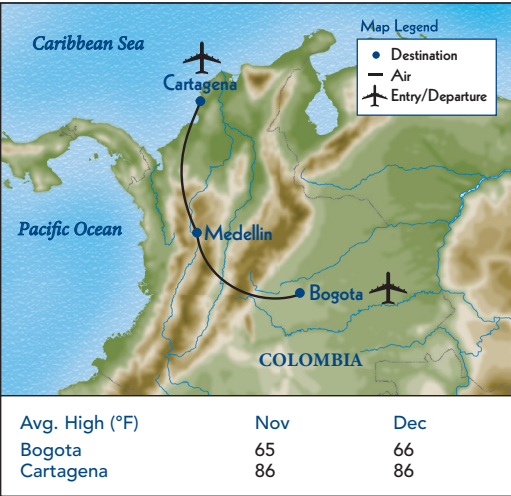 Caribbean Sea
Cartagena
Map Legend
Destination
Air
Entry/Departure
Pacific Ocean
Medellin
Bogota
COLOMBIA
Avg. High (°F) Nov Dec
Bogota 65 66
Cartagena 86 86